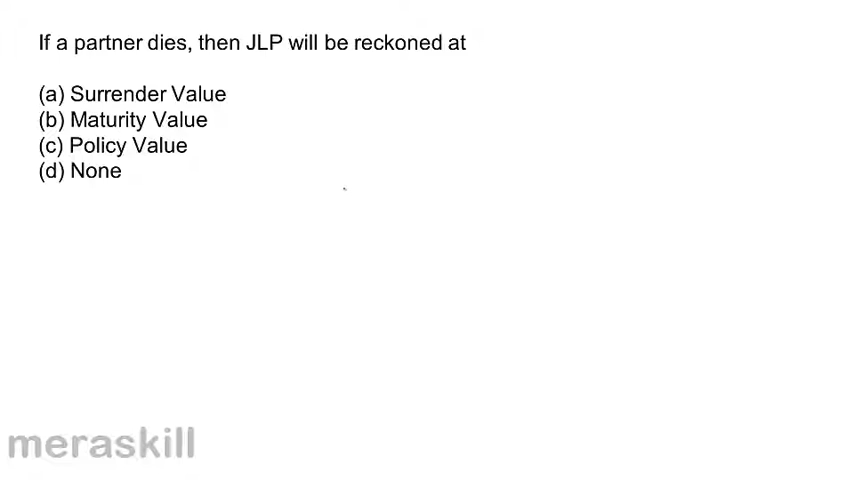 If a partner dies, then JLP will be reckoned at
(a) Surrender Value
(b) Maturity Value
(c) Policy Value
(d) None
meraskill